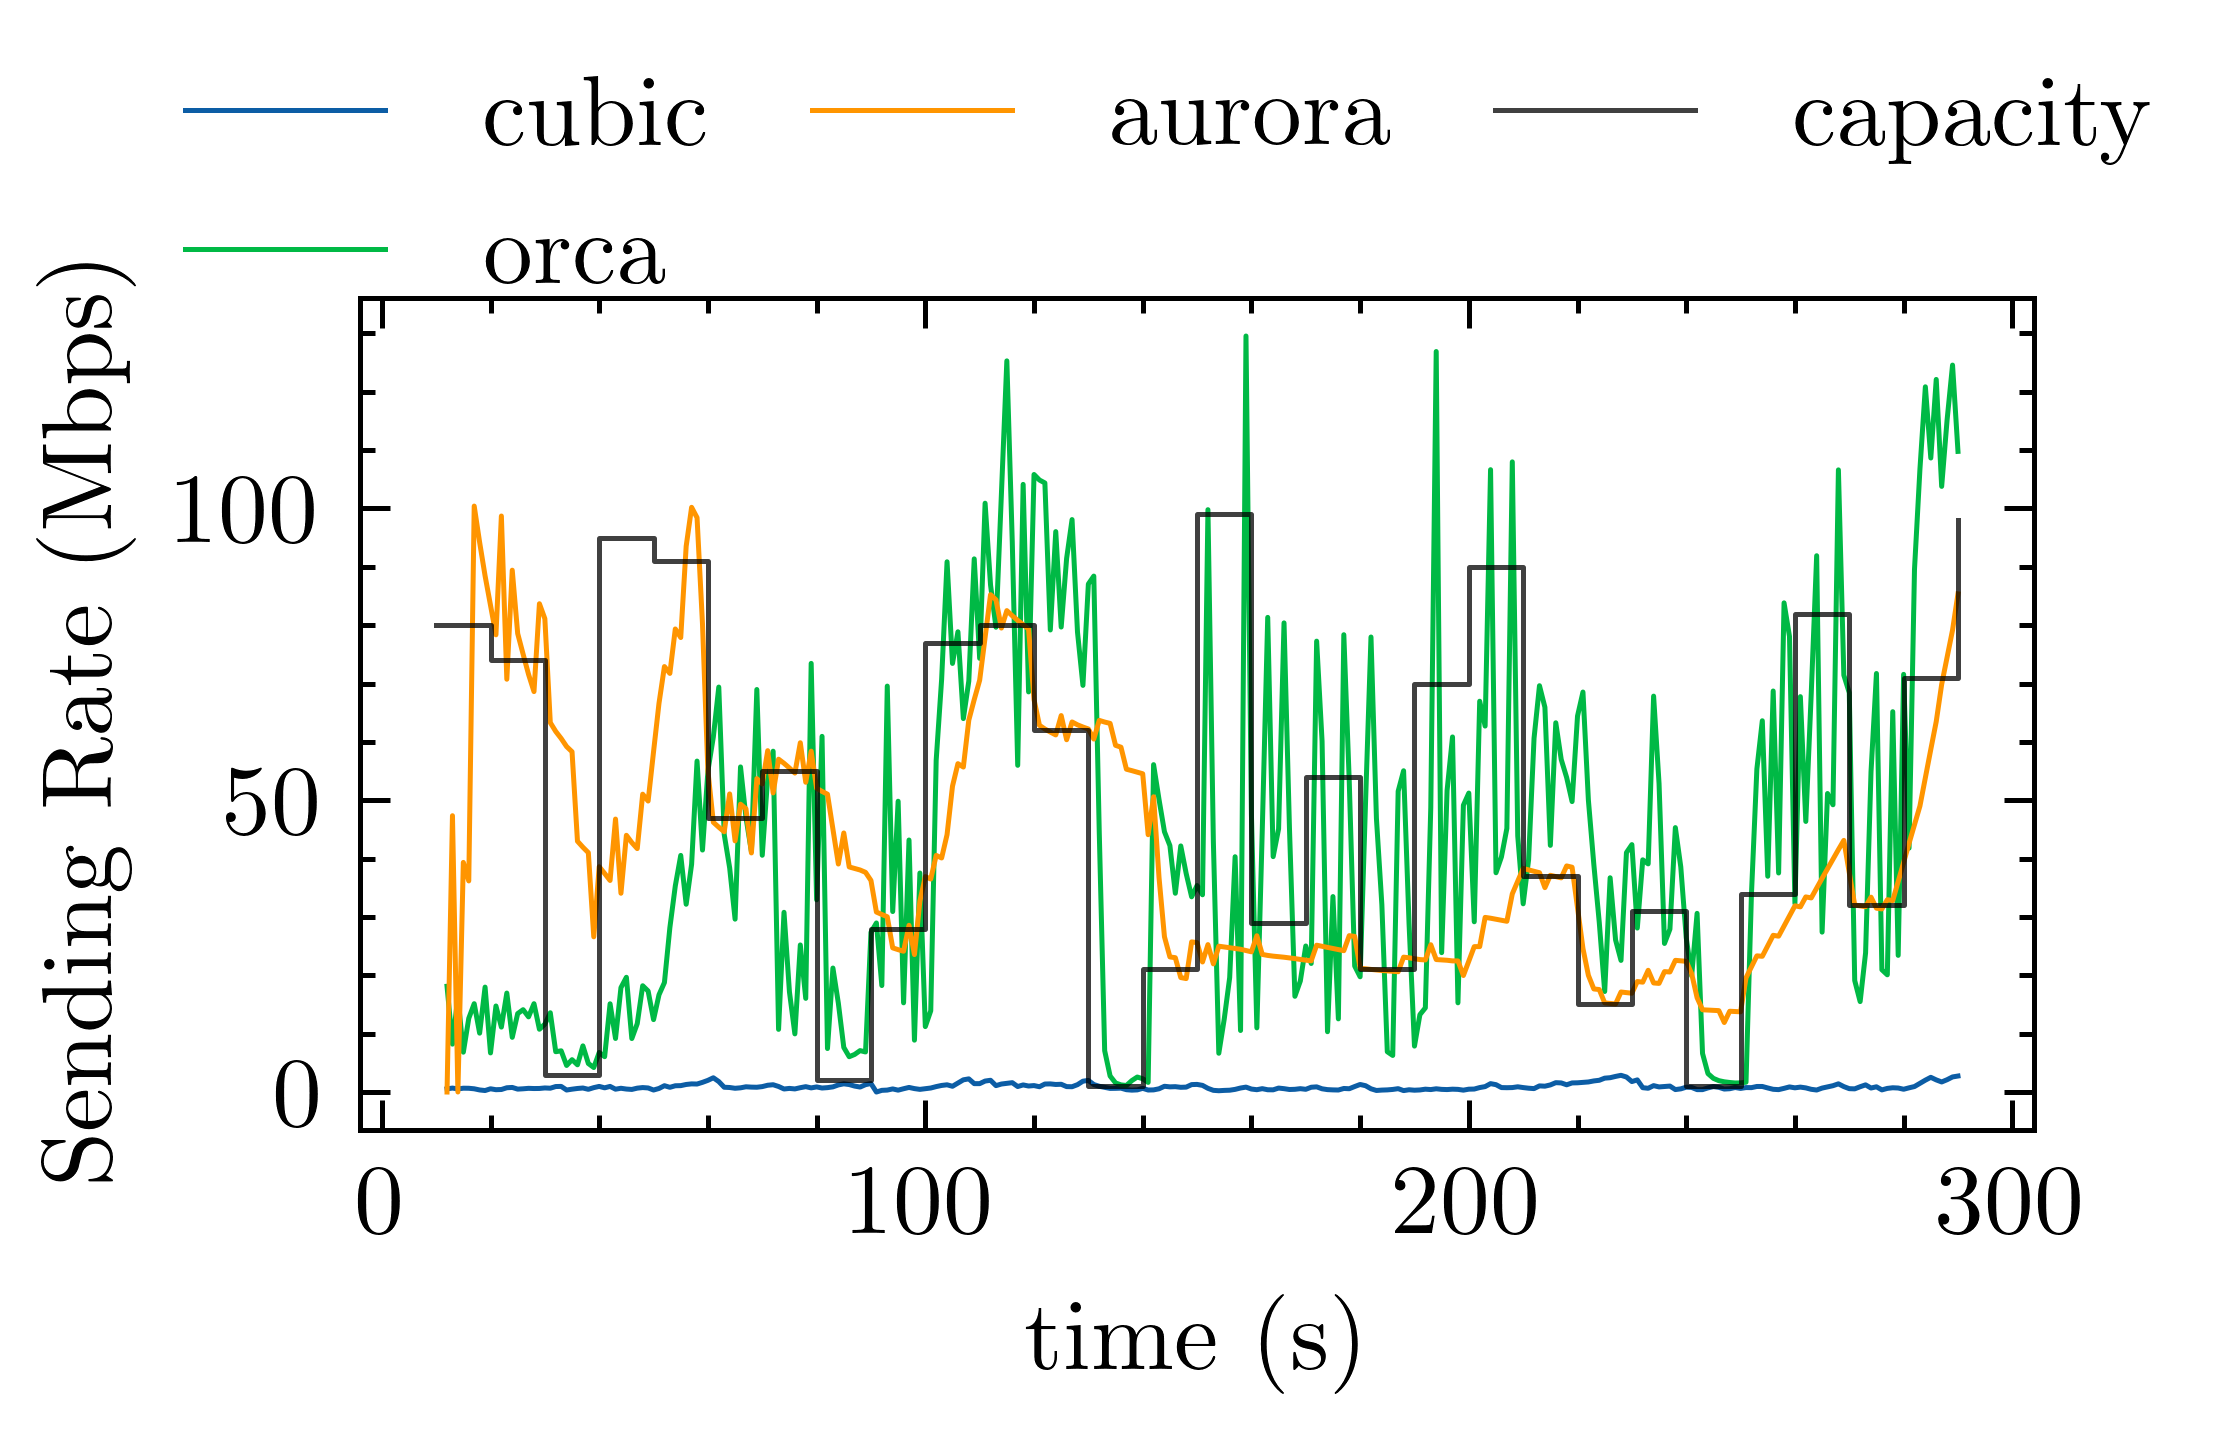 cubic aurora capacity
orca
Sending Rate (Mbps)
100
50
0
0 100 200 300
time (s)